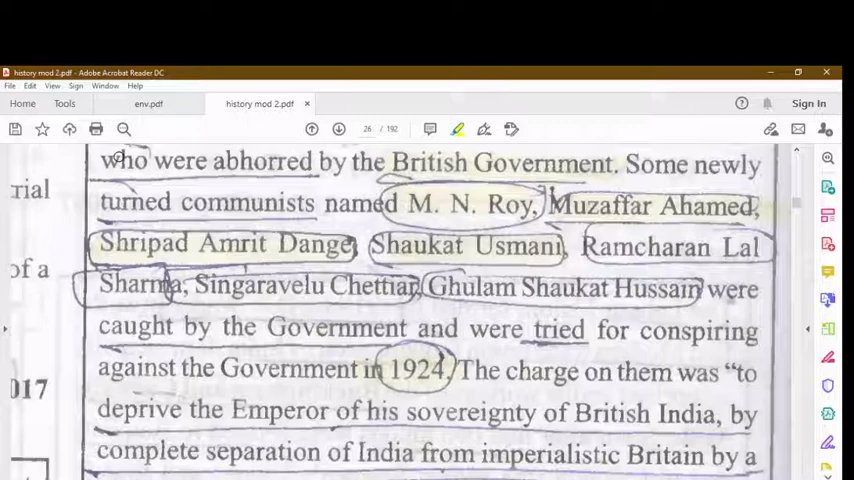 history mod 2.pdf - Adobe Acrobat Reader DC
File Edit View Sign Window Help
Home Tools env.pdf history mod 2.pdf × Sign In
26 / 192
who were abhorred by the British Government. Some newly
rial
turned communists named M. N. Roy, Muzaffar Ahamed,
Shripad Amrit Dange, Shaukat Usmani, Ramcharan Lal
of a
Sharma, Singaravelu Chettiar, Ghulam Shaukat Hussain were
caught by the Government and were tried for conspiring
against the Government in 1924. The charge on them was “to
017
deprive the Emperor of his sovereignty of British India, by
complete separation of India from imperialistic Britain by a